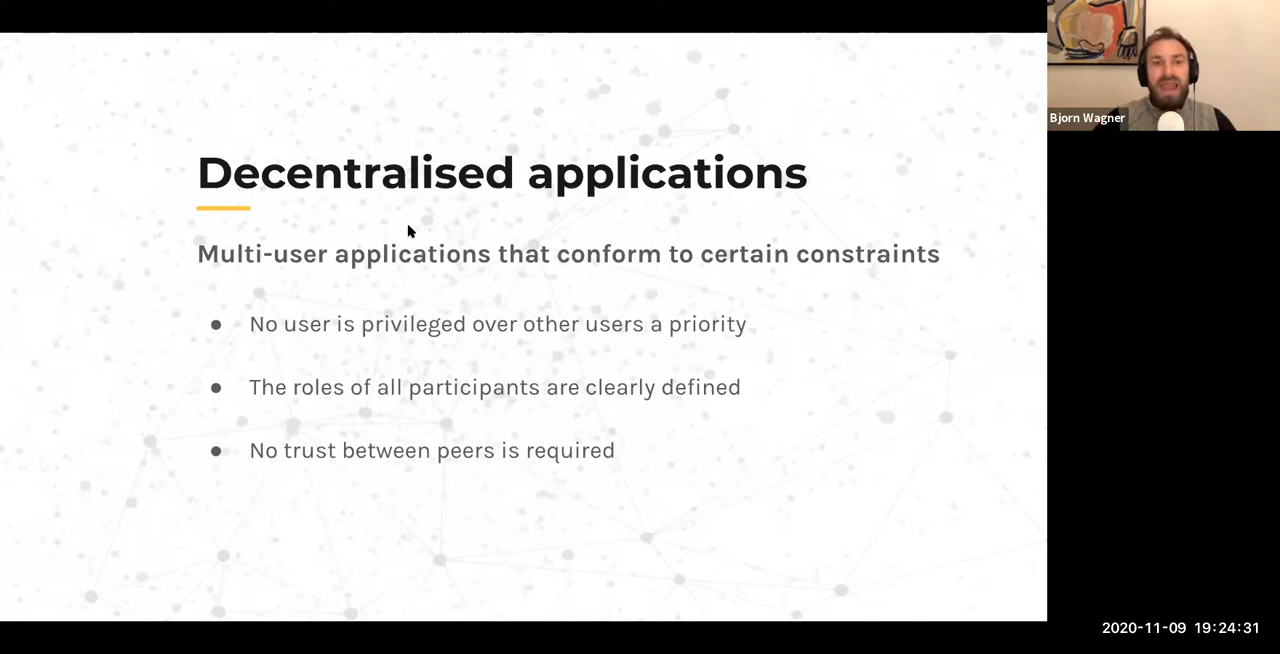 Decentralised applications
Multi-user applications that conform to certain constraints
● No user is privileged over other users a priority
● The roles of all participants are clearly defined
● No trust between peers is required
Bjorn Wagner
2020-11-09 19:24:31